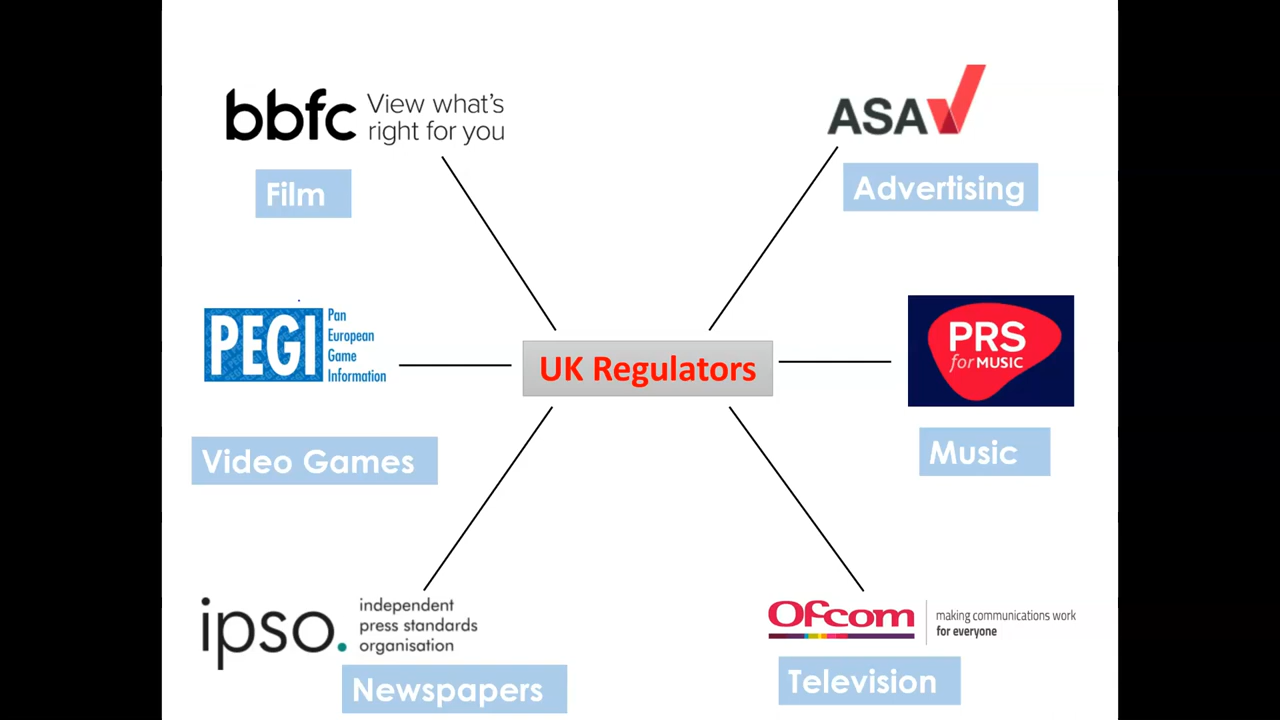 bbfc View what's
right for you
Film
ASA
Advertising
PEGI Pan
European
Game
Information
Video Games
UK Regulators
PRS
for MUSIC
Music
ipso. independent
press standards
organisation
Newspapers
Ofcom making communications work
for everyone
Television